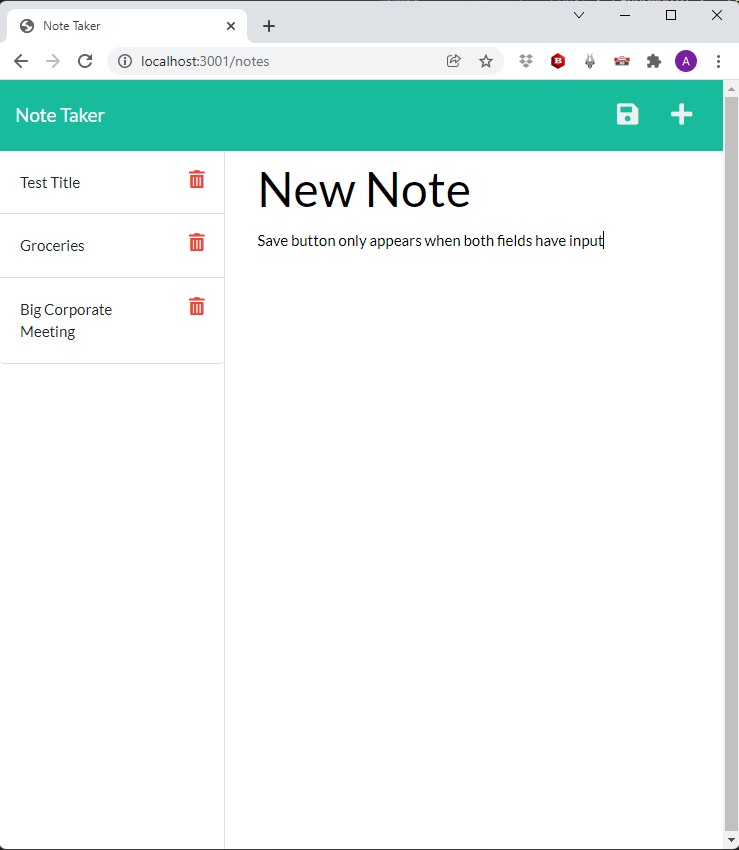 Note Taker
localhost:3001/notes
A
Note Taker
Test Title
Groceries
Big Corporate
Meeting
New Note
Save button only appears when both fields have input